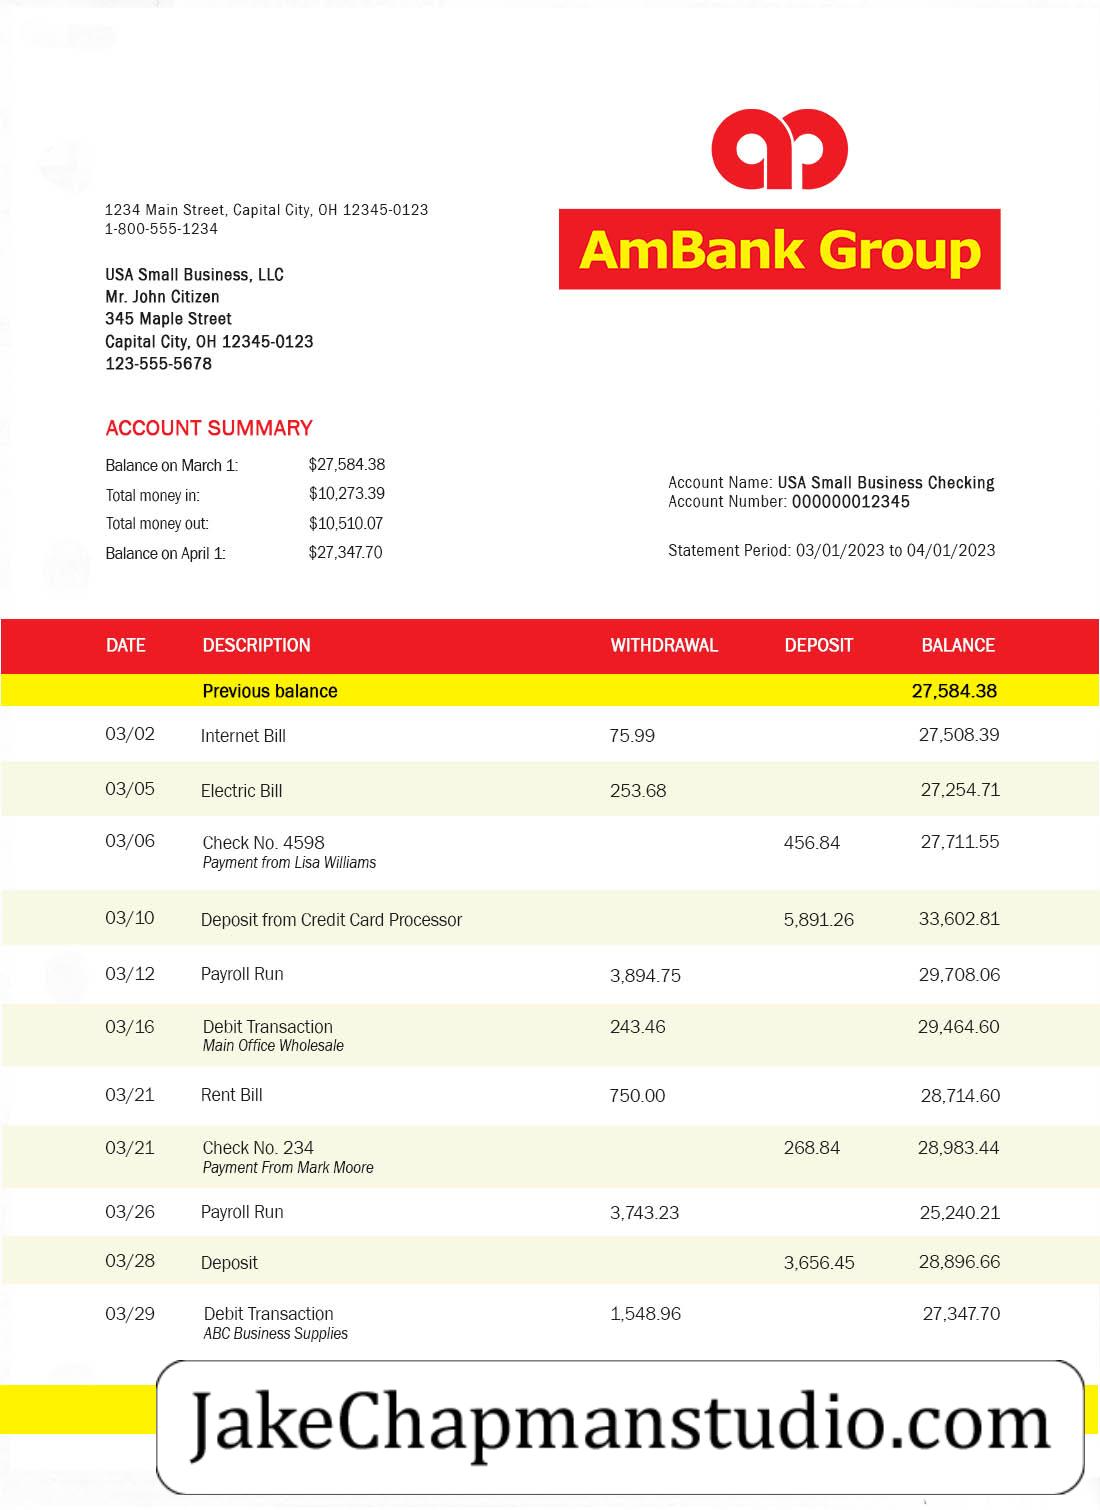 AmBank Group
1234 Main Street, Capital City, OH 12345-0123
1-800-555-1234
USA Small Business, LLC
Mr. John Citizen
345 Maple Street
Capital City, OH 12345-0123
123-555-5678
ACCOUNT SUMMARY
Balance on March 1: $27,584.38
Total money in: $10,273.39
Total money out: $10,510.07
Balance on April 1: $27,347.70
Account Name: USA Small Business Checking
Account Number: 000000012345
Statement Period: 03/01/2023 to 04/01/2023
DATE DESCRIPTION WITHDRAWAL DEPOSIT BALANCE
Previous balance 27,584.38
03/02 Internet Bill 75.99 27,508.39
03/05 Electric Bill 253.68 27,254.71
03/06 Check No. 4598 456.84 27,711.55
Payment from Lisa Williams
03/10 Deposit from Credit Card Processor 5,891.26 33,602.81
03/12 Payroll Run 3,894.75 29,708.06
03/16 Debit Transaction 243.46 29,464.60
Main Office Wholesale
03/21 Rent Bill 750.00 28,714.60
03/21 Check No. 234 268.84 28,983.44
Payment From Mark Moore
03/26 Payroll Run 3,743.23 25,240.21
03/28 Deposit 3,656.45 28,896.66
03/29 Debit Transaction 1,548.96 27,347.70
ABC Business Supplies
JakeChapmanstudio.com